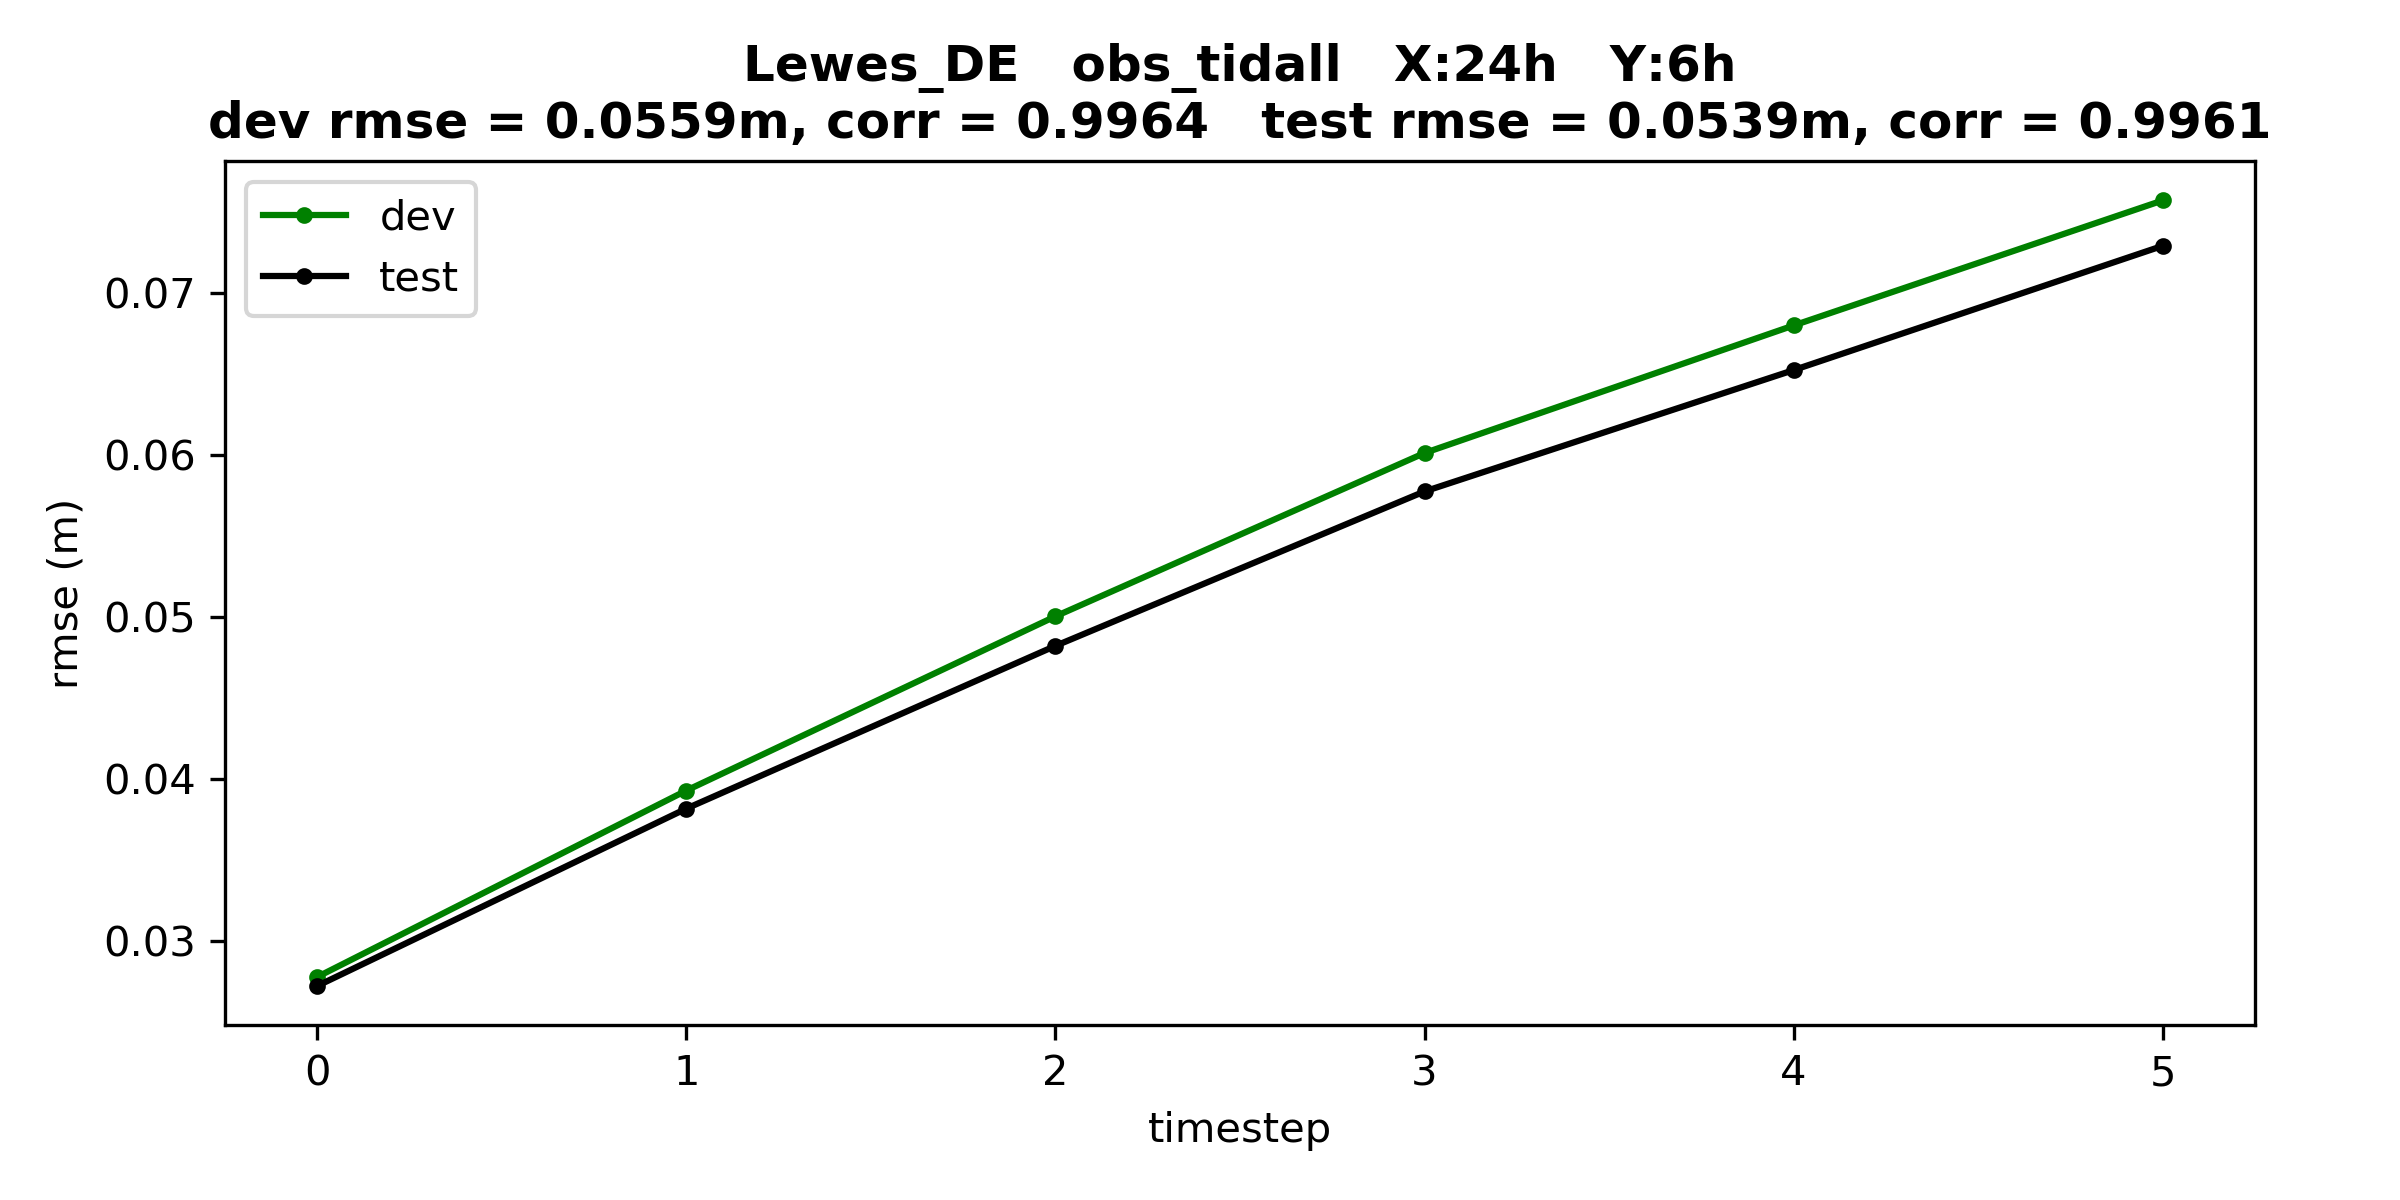 Lewes_DE   obs_tidall   X:24h   Y:6h
dev rmse = 0.0559m, corr = 0.9964   test rmse = 0.0539m, corr = 0.9961
dev
test
0.07
0.06
0.05
0.04
0.03
rmse (m)
0 1 2 3 4 5
timestep